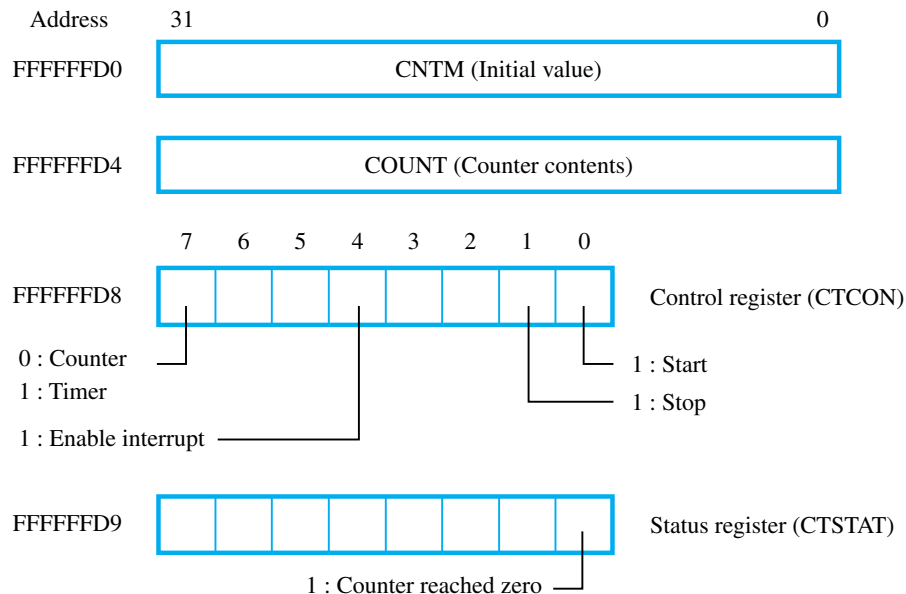 Address 31 0
FFFFFFD0 CNTM (Initial value)
FFFFFFD4 COUNT (Counter contents)
7 6 5 4 3 2 1 0
FFFFFFD8 Control register (CTCON)
0 : Counter 1 : Start
1 : Timer 1 : Stop
1 : Enable interrupt
FFFFFFD9 Status register (CTSTAT)
1 : Counter reached zero